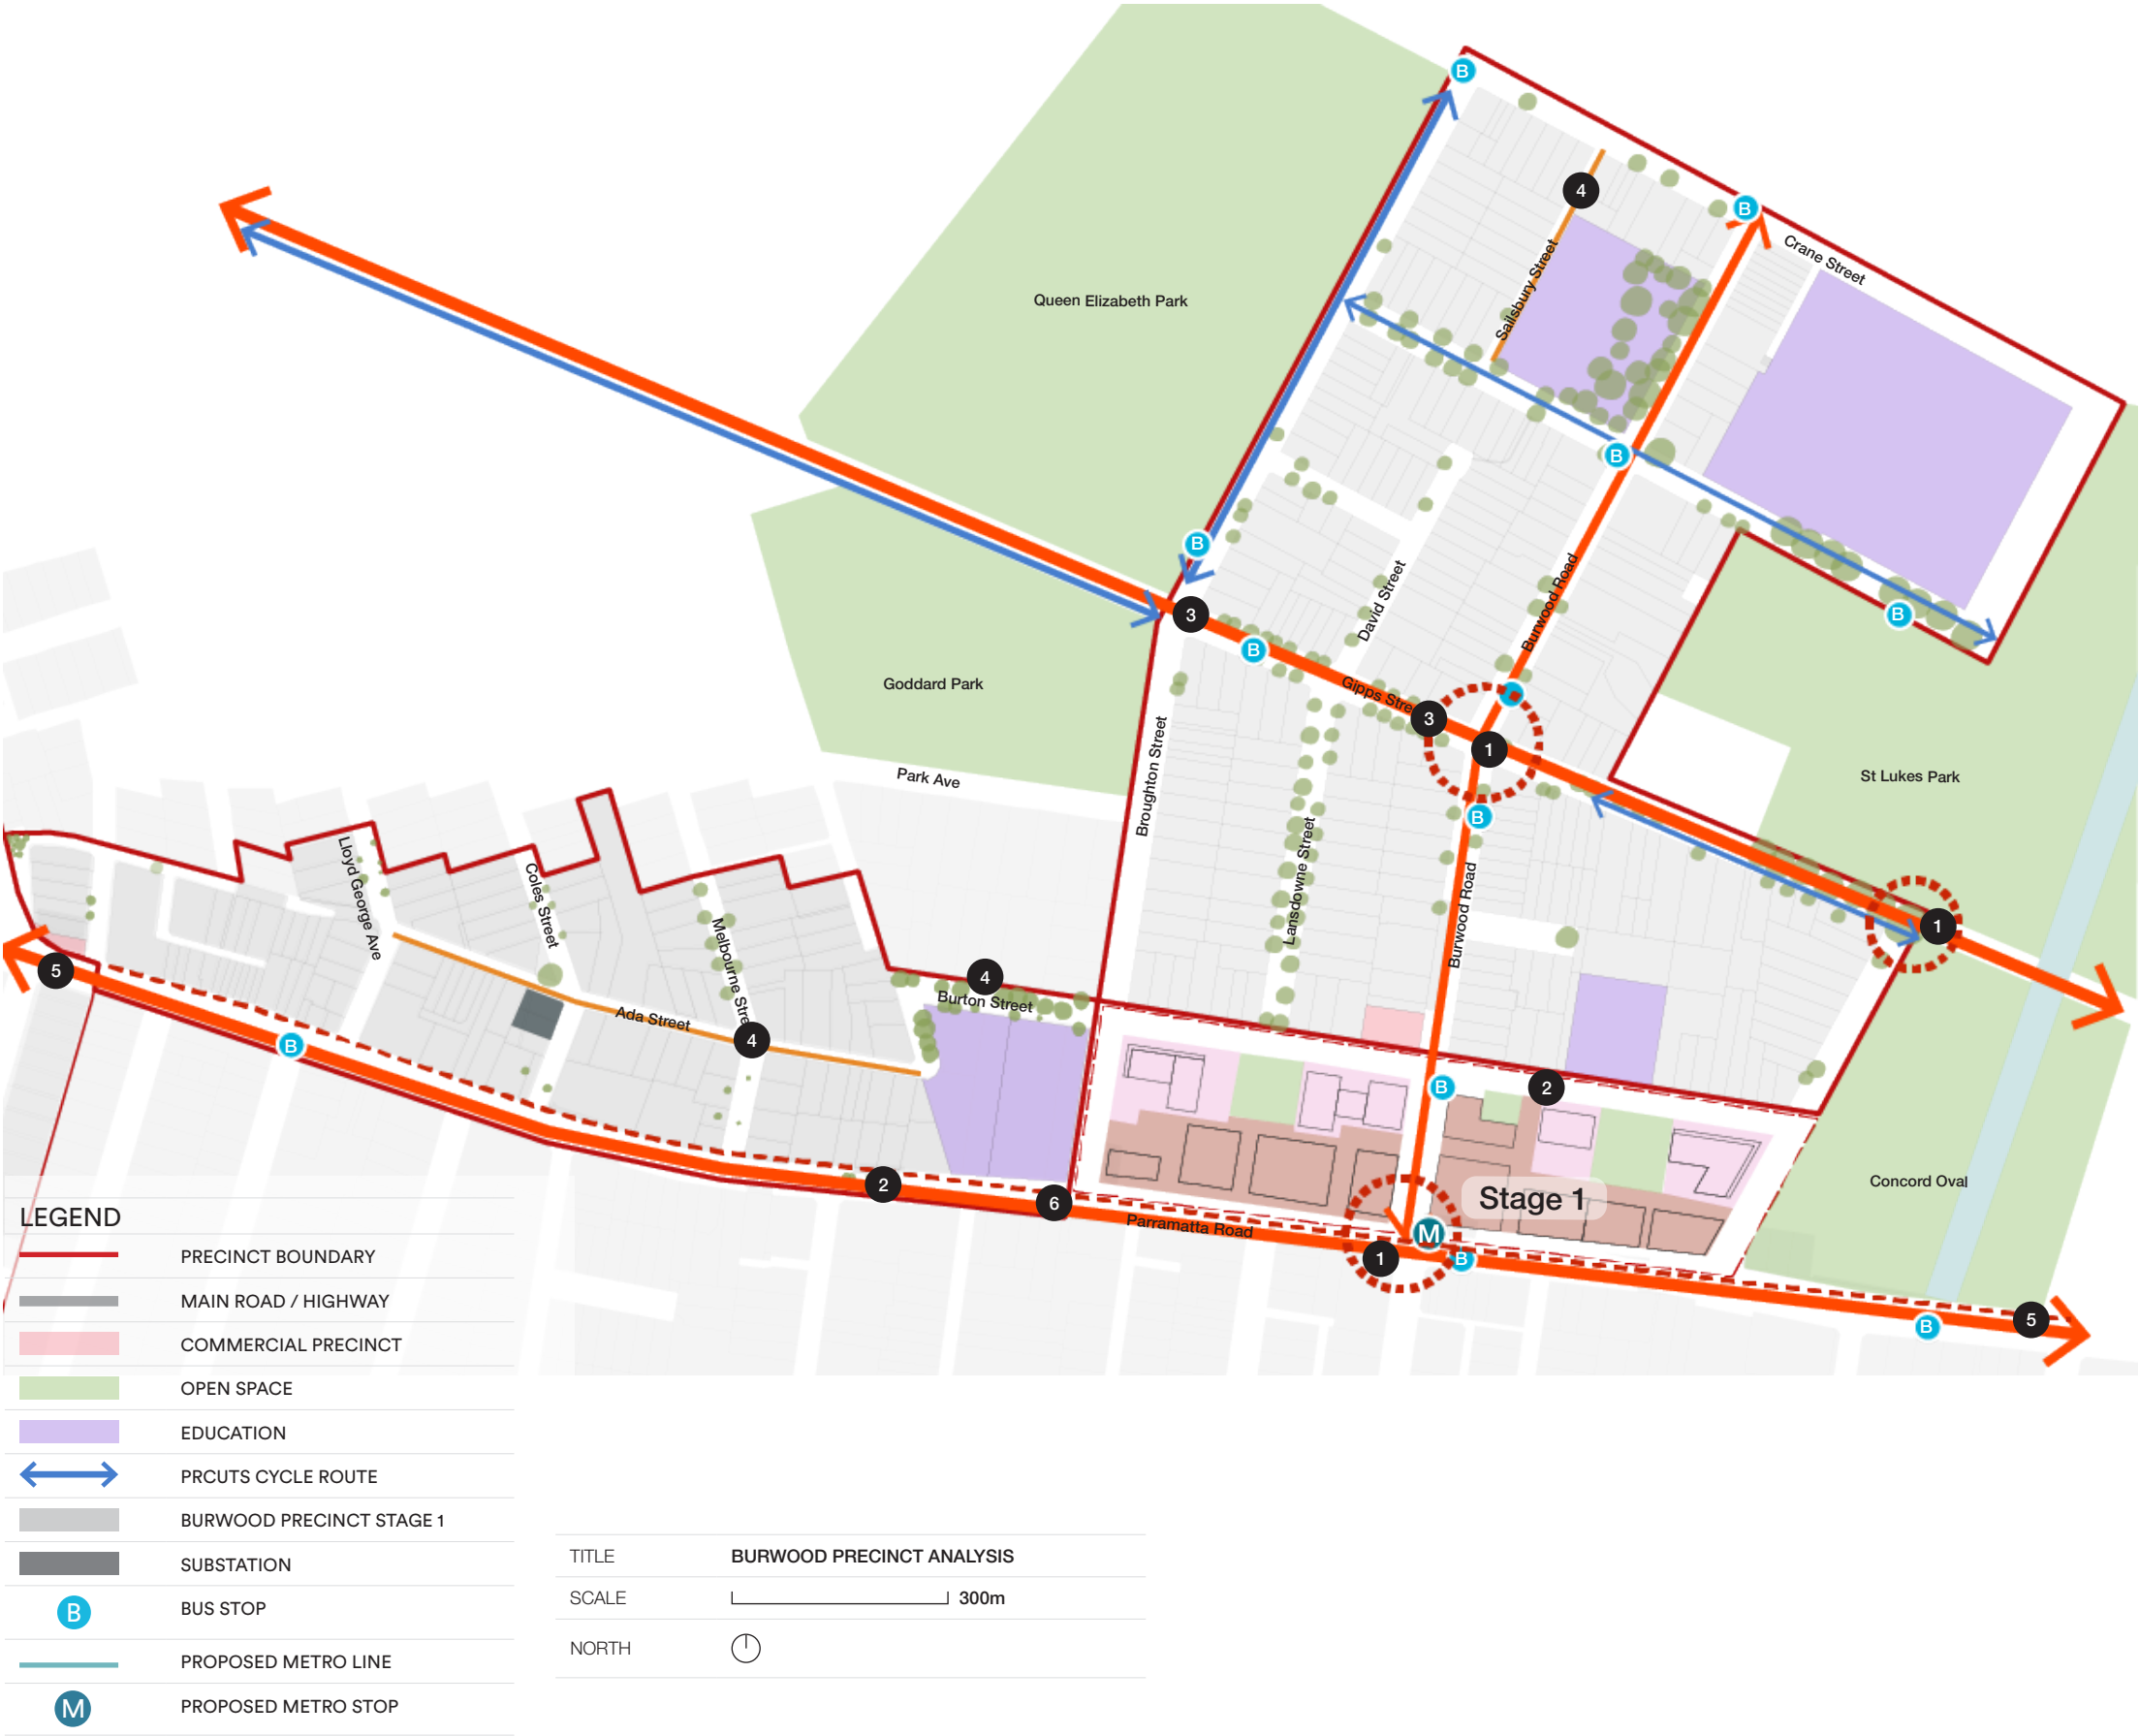 B
4
B
Crane Street
Sailsbury Street
Queen Elizabeth Park
B
B
B
3
B
David Street
Burwood Road
Goddard Park
Gipps Stre
3
1
St Lukes Park
Park Ave
Broughton Street
B
Lansdowne Street
Burwood Road
Lloyd George Ave
Coles Street
Melbourne Stre
1
5
4
Burton Street
Ada Street
4
B
B
2
Concord Oval
2
6
Stage 1
Parramatta Road
M
1
B
B
5
LEGEND
PRECINCT BOUNDARY
MAIN ROAD / HIGHWAY
COMMERCIAL PRECINCT
OPEN SPACE
EDUCATION
PRCUTS CYCLE ROUTE
BURWOOD PRECINCT STAGE 1
SUBSTATION
B BUS STOP
PROPOSED METRO LINE
M PROPOSED METRO STOP
TITLE BURWOOD PRECINCT ANALYSIS
SCALE 300m
NORTH